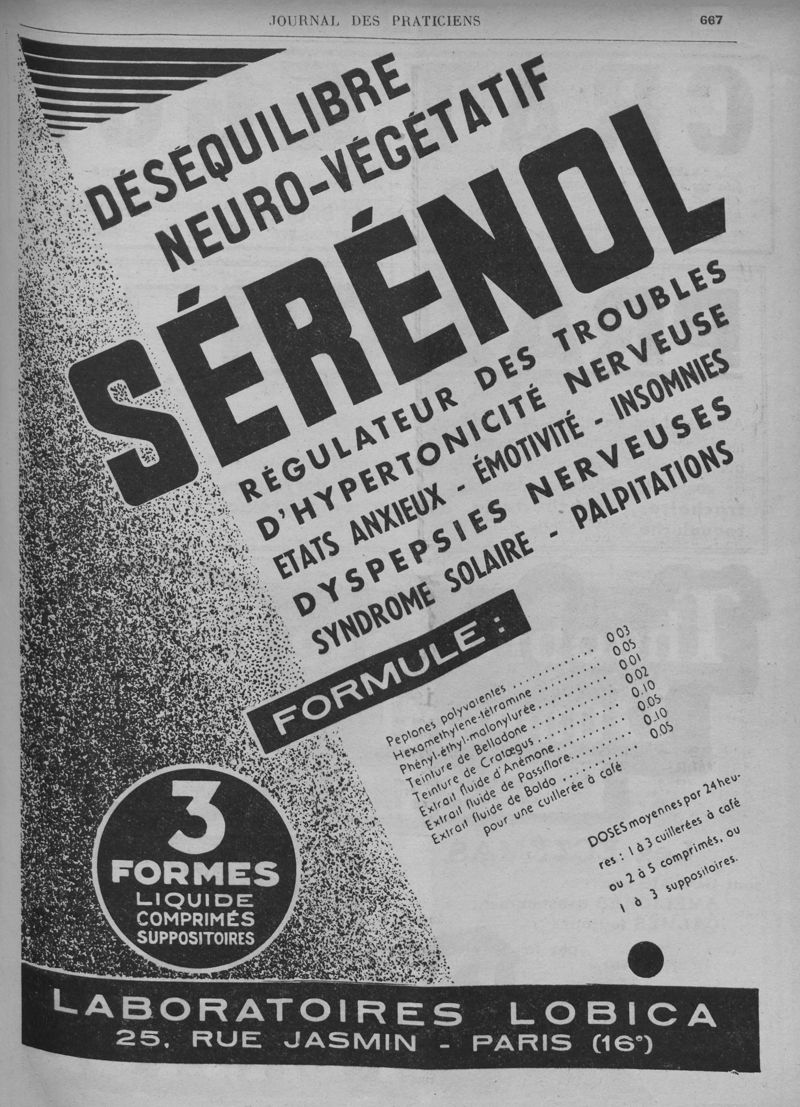 JOURNAL DES PRATICIENS
667
DÉSÉQUILIBRE
NEURO-VÉGÉTATIF
SÉRÉNOL
RÉGULATEUR DES TROUBLES
D'HYPERTONICITÉ NERVEUSE
ETATS ANXIEUX - ÉMOTIVITÉ - INSOMNIES
DYSPEPSIES NERVEUSES
SYNDROME SOLAIRE - PALPITATIONS
FORMULE :
Peptones polyvalentes ............ 0 03
Hexamethylene-tétramine .......... 0 05
Phényl-éthyl-malonylurée .......... 0 01
Teinture de Belladone ............ 0 02
Teinture de Cratœgus ............ 0.10
Extrait fluide d'Anémone .......... 0.05
Extrait fluide de Passiflore .......... 0.10
Extrait fluide de Boldo ............ 0.05
pour une cuillerée à café
DOSES moyennes par 24 heu-
res : 1 à 3 cuillerées à café
ou 2 à 5 comprimés, ou
1 à 3 suppositoires.
3
FORMES
LIQUIDE
COMPRIMÉS
SUPPOSITOIRES
LABORATOIRES LOBICA
25, RUE JASMIN - PARIS (16e)